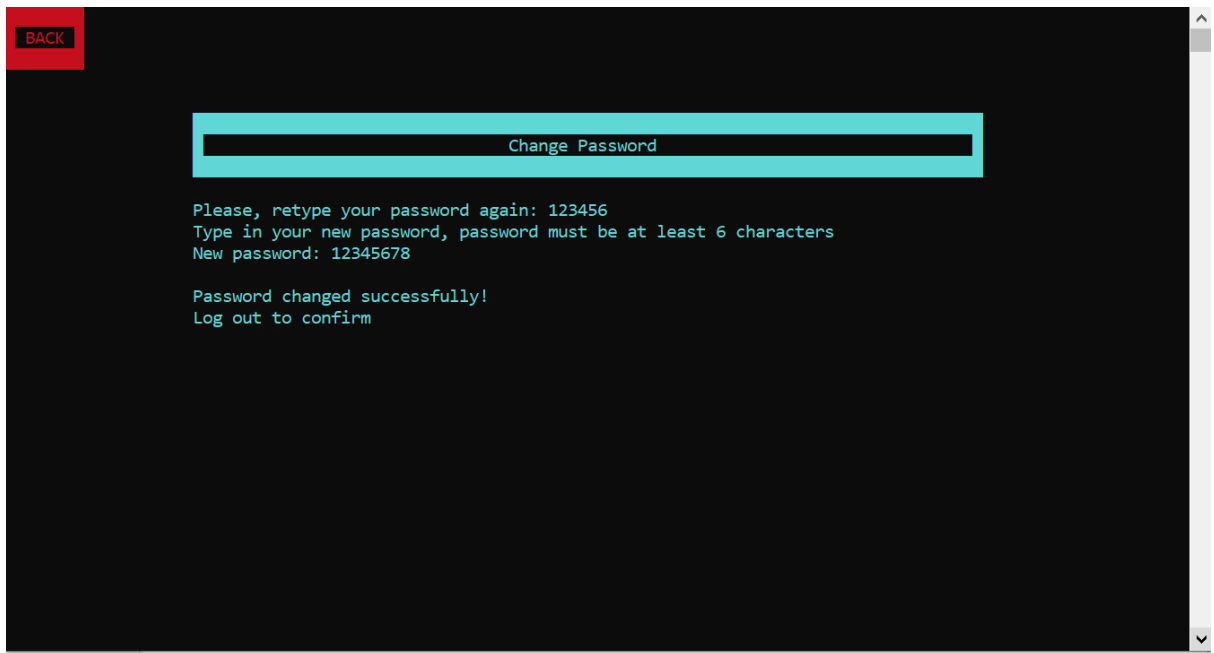 BACK
Change Password
Please, retype your password again: 123456
Type in your new password, password must be at least 6 characters
New password: 12345678
Password changed successfully!
Log out to confirm